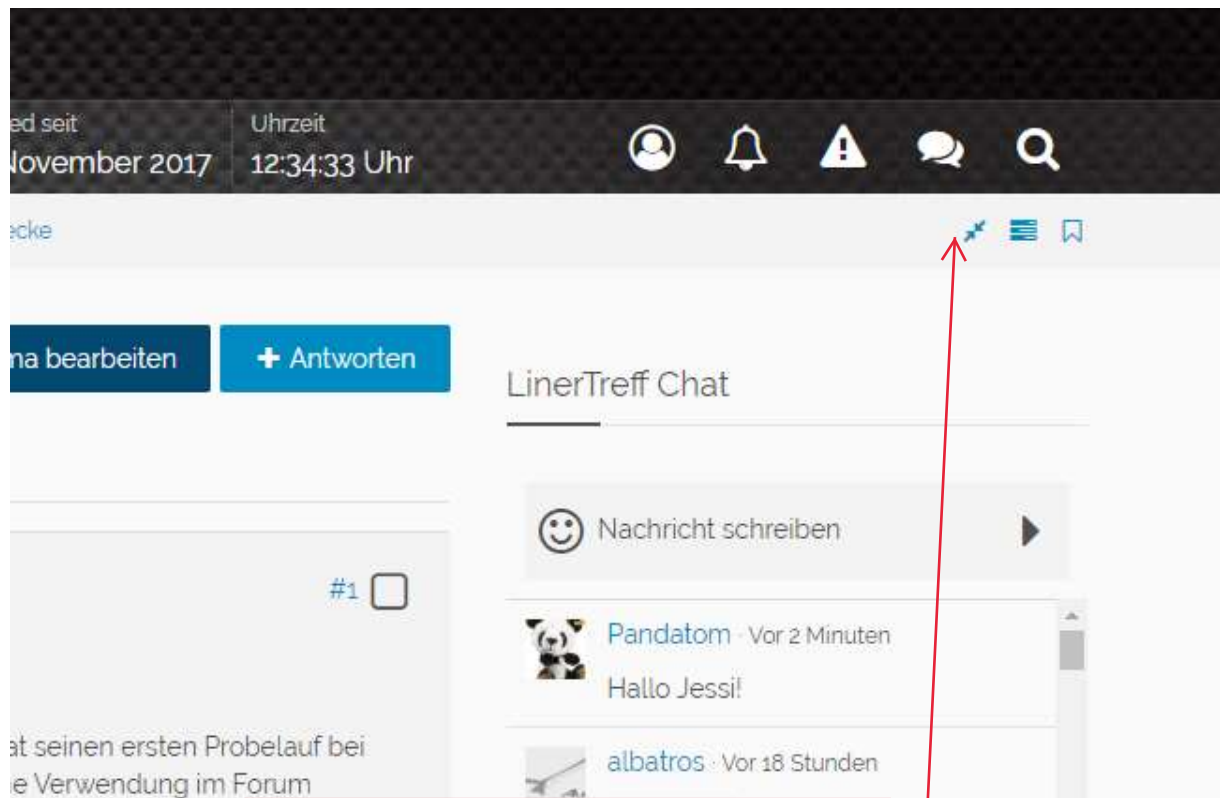 ed seit
November 2017
Uhrzeit
12:34:33 Uhr
ecke
ma bearbeiten
+ Antworten
LinerTreff Chat
Nachricht schreiben
#1
Pandatom · Vor 2 Minuten
Hallo Jessi!
at seinen ersten Probelauf bei
e Verwendung im Forum
albatros · Vor 18 Stunden